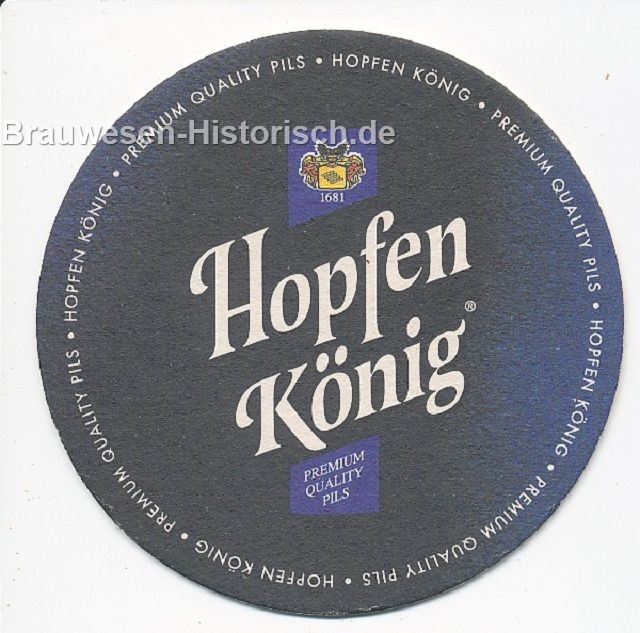 PREMIUM QUALITY PILS • HOPFEN KÖNIG • PREMIUM QUALITY PILS • HOPFEN KÖNIG • PREMIUM QUALITY PILS • HOPFEN KÖNIG • PREMIUM QUALITY PILS • HOPFEN KÖNIG •
Brauwesen-Historisch.de
1681
Hopfen
König®
PREMIUM
QUALITY
PILS